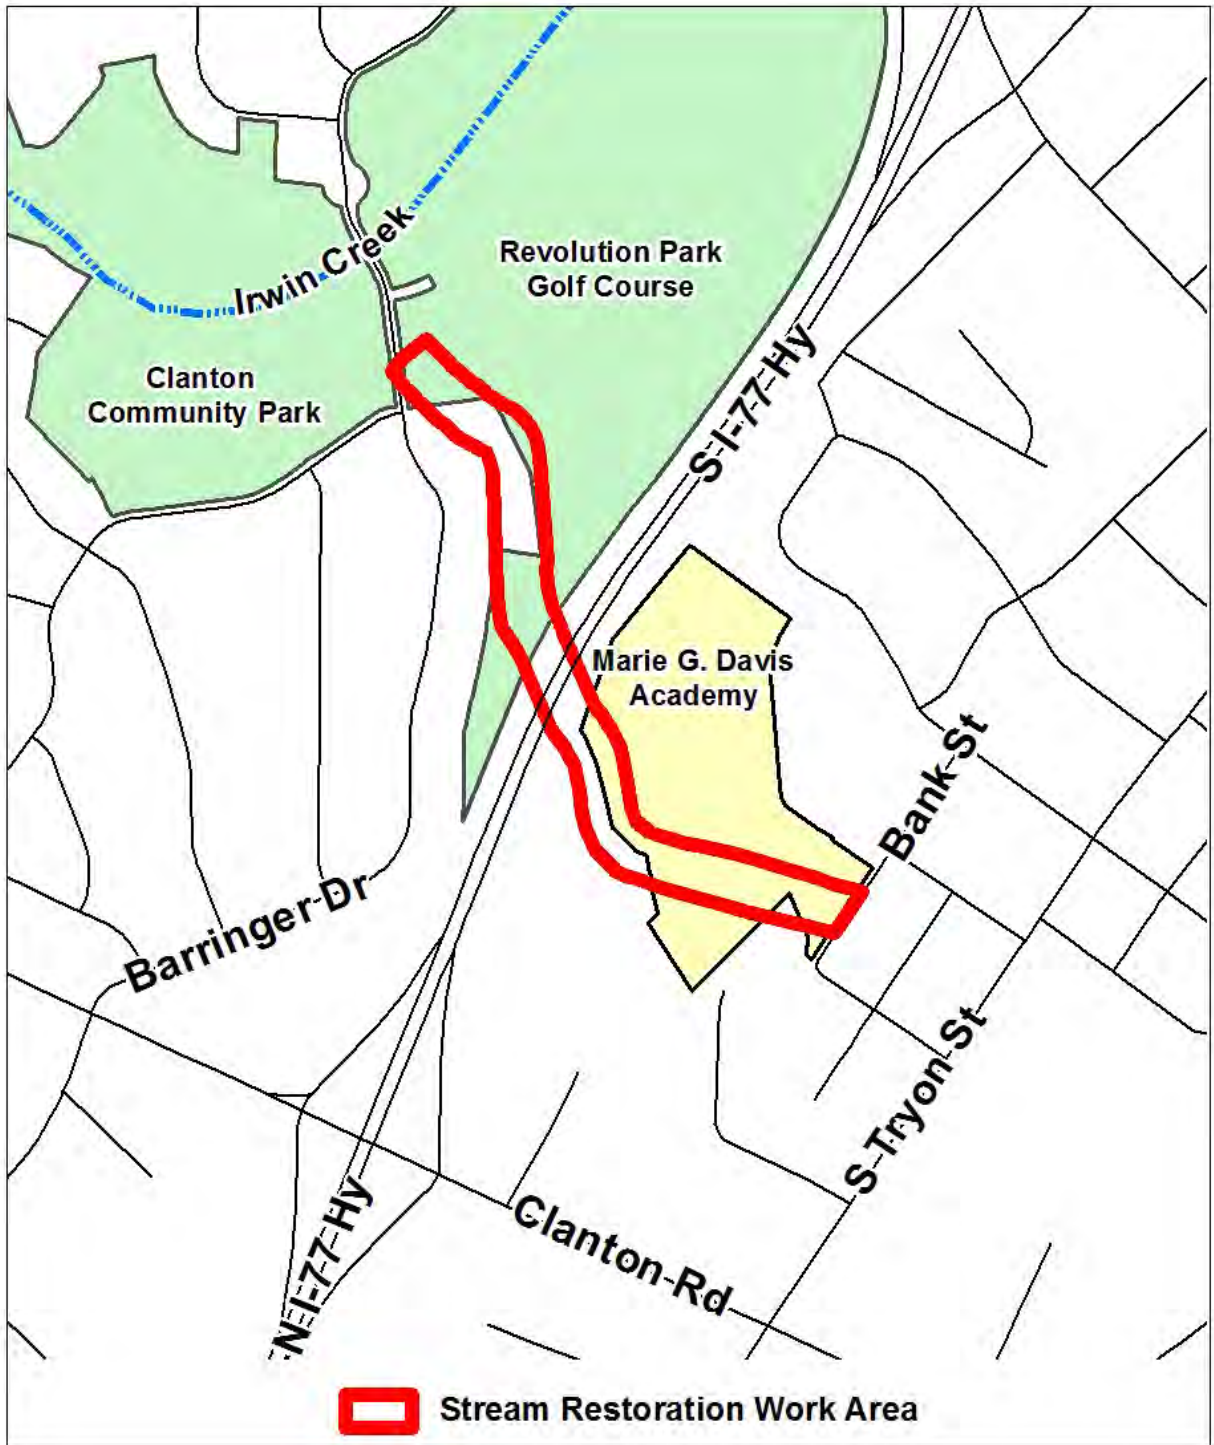 Irwin Creek
Revolution Park
Golf Course
Clanton
Community Park
S I-77 Hy
Marie G. Davis
Academy
Bank St
Barringer Dr
S Tryon St
N I-77 Hy
Clanton Rd
Stream Restoration Work Area